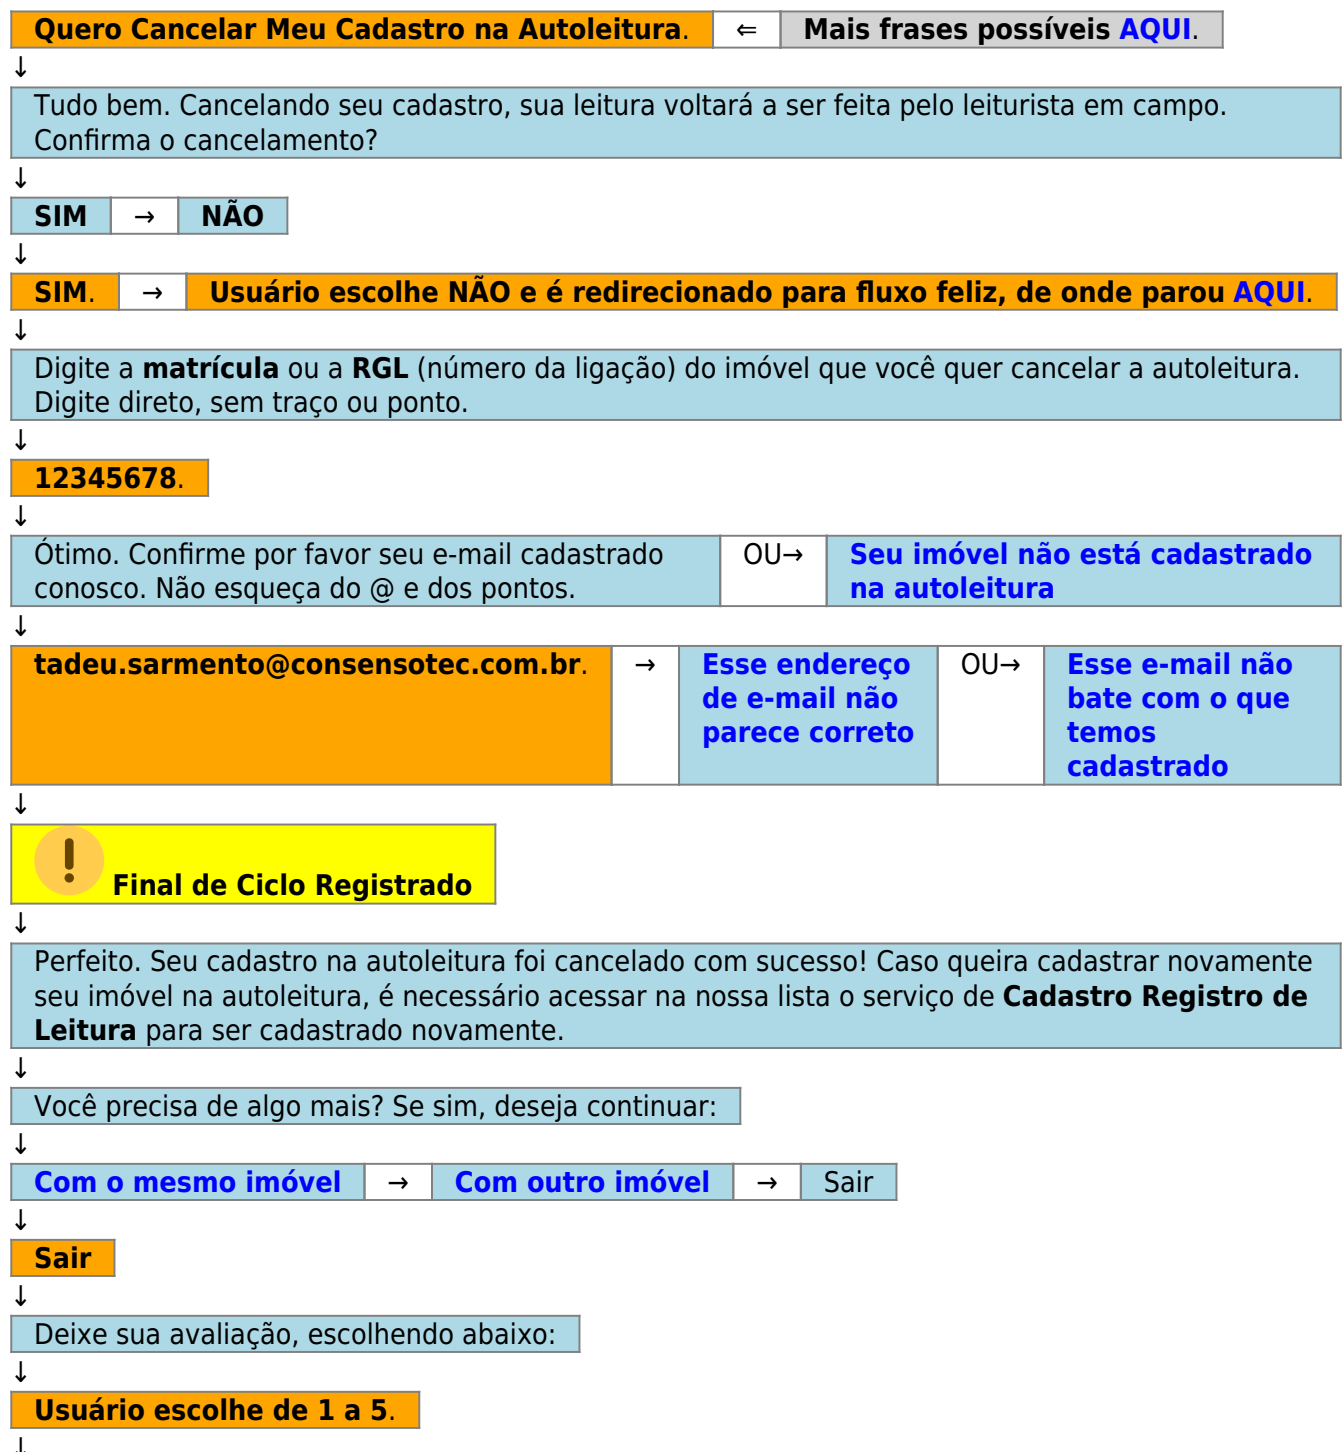 Quero Cancelar Meu Cadastro na Autoleitura. ⇐ Mais frases possíveis AQUI.
↓
Tudo bem. Cancelando seu cadastro, sua leitura voltará a ser feita pelo leiturista em campo.
Confirma o cancelamento?
↓
SIM → NÃO
↓
SIM. → Usuário escolhe NÃO e é redirecionado para fluxo feliz, de onde parou AQUI.
↓
Digite a matrícula ou a RGL (número da ligação) do imóvel que você quer cancelar a autoleitura.
Digite direto, sem traço ou ponto.
↓
12345678.
↓
Ótimo. Confirme por favor seu e-mail cadastrado
conosco. Não esqueça do @ e dos pontos.
OU→
Seu imóvel não está cadastrado
na autoleitura
↓
tadeu.sarmento@consensotec.com.br.
→
Esse endereço
de e-mail não
parece correto
OU→
Esse e-mail não
bate com o que
temos
cadastrado
↓
! Final de Ciclo Registrado
↓
Perfeito. Seu cadastro na autoleitura foi cancelado com sucesso! Caso queira cadastrar novamente
seu imóvel na autoleitura, é necessário acessar na nossa lista o serviço de Cadastro Registro de
Leitura para ser cadastrado novamente.
↓
Você precisa de algo mais? Se sim, deseja continuar:
↓
Com o mesmo imóvel → Com outro imóvel → Sair
↓
Sair
↓
Deixe sua avaliação, escolhendo abaixo:
↓
Usuário escolhe de 1 a 5.
↓